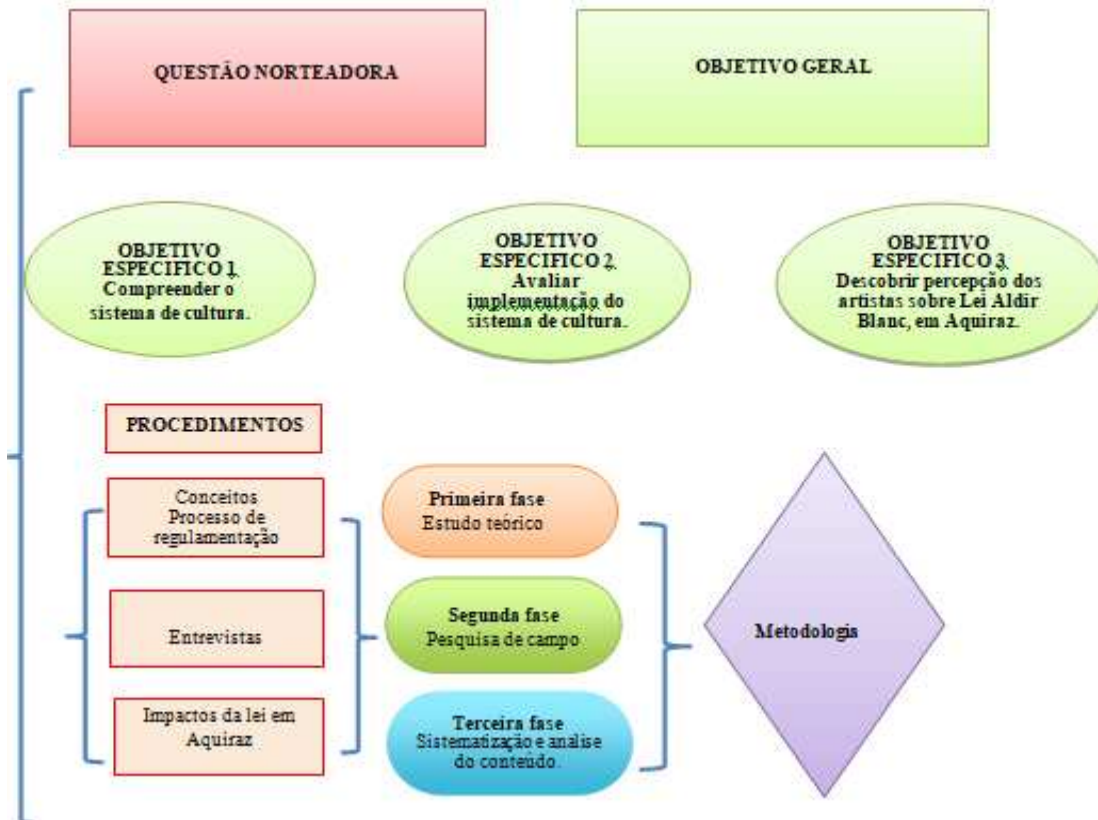 QUESTÃO NORTEADORA
OBJETIVO GERAL
OBJETIVO
ESPECIFICO 1.
Compreender o
sistema de cultura.
OBJETIVO
ESPECIFICO 2.
Avaliar
implementação do
sistema de cultura.
OBJETIVO
ESPECIFICO 3.
Descobrir percepção dos
artistas sobre Lei Aldir
Blanc, em Aquiraz.
PROCEDIMENTOS
Conceitos
Processo de
regulamentação
Entrevistas
Impactos da lei em
Aquiraz
Primeira fase
Estudo teórico
Segunda fase
Pesquisa de campo
Terceira fase
Sistematização e análise
do conteúdo.
Metodologia